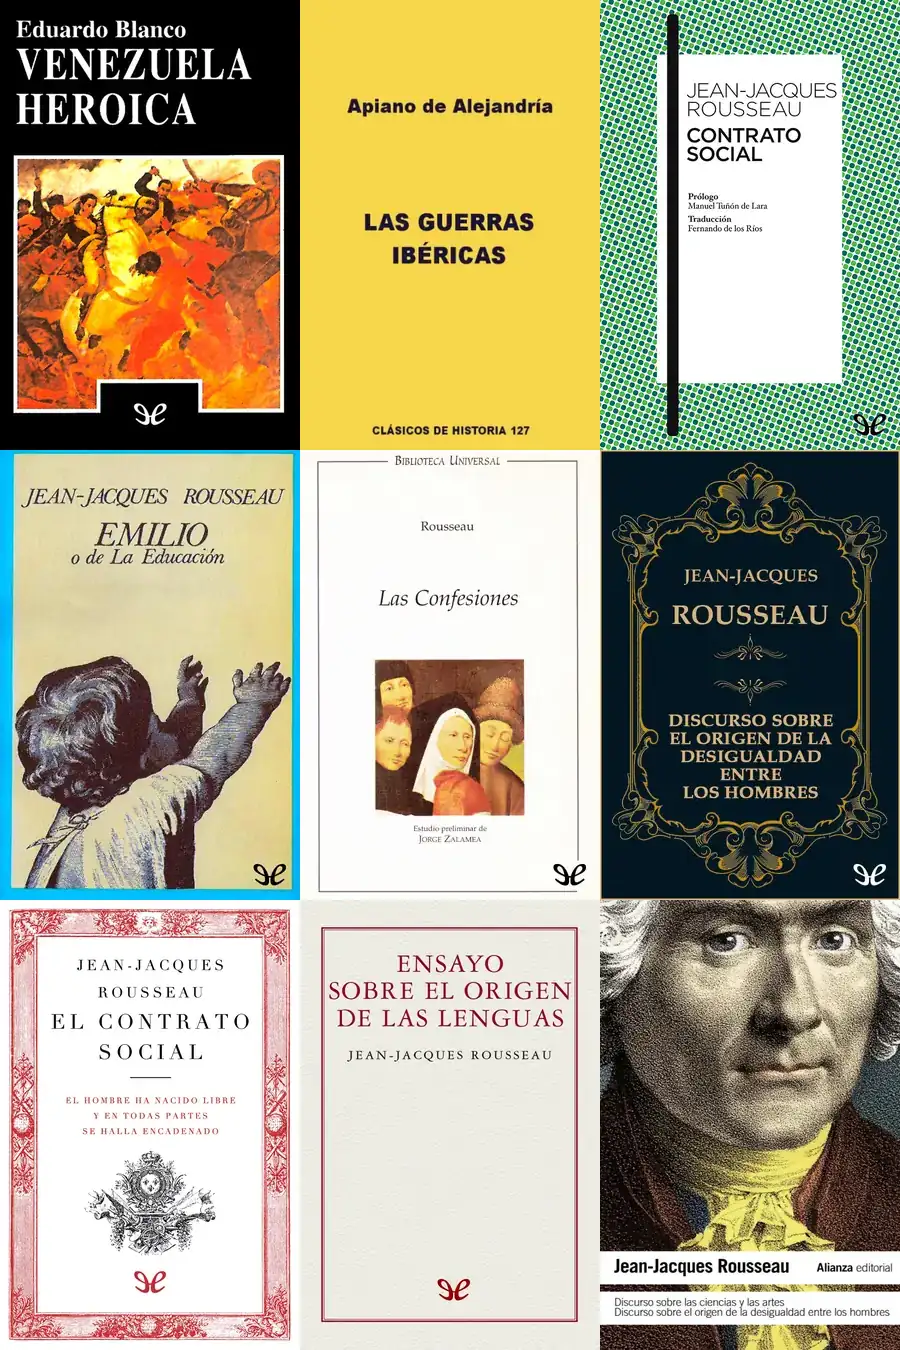 Eduardo Blanco
VENEZUELA
HEROICA
Apiano de Alejandría
LAS GUERRAS
IBÉRICAS
CLÁSICOS DE HISTORIA 127
JEAN-JACQUES
ROUSSEAU
CONTRATO
SOCIAL
Prólogo
Manuel Tuñón de Lara
Traducción
Fernando de los Ríos
JEAN-JACQUES ROUSSEAU
EMILIO
o de La Educación
BIBLIOTECA UNIVERSAL
Rousseau
Las Confesiones
Estudio preliminar de
JORGE ZALAMEA
JEAN-JACQUES
ROUSSEAU
DISCURSO SOBRE
EL ORIGEN DE LA
DESIGUALDAD
ENTRE
LOS HOMBRES
JEAN-JACQUES
ROUSSEAU
EL CONTRATO
SOCIAL
EL HOMBRE HA NACIDO LIBRE
Y EN TODAS PARTES
SE HALLA ENCADENADO
ENSAYO
SOBRE EL ORIGEN
DE LAS LENGUAS
JEAN-JACQUES ROUSSEAU
Jean-Jacques Rousseau Alianza editorial
Discurso sobre las ciencias y las artes
Discurso sobre el origen de la desigualdad entre los hombres